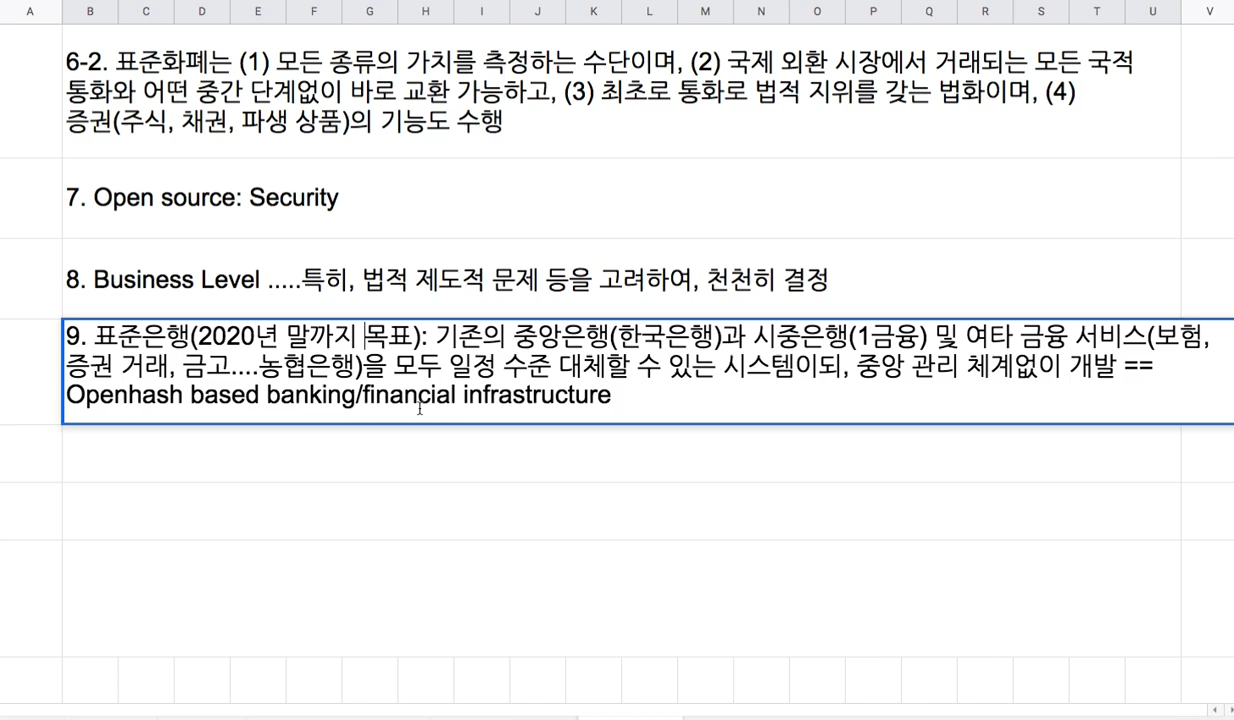 A B C D E F G H I J K L M N O P Q R S T U V
6-2. 표준화폐는 (1) 모든 종류의 가치를 측정하는 수단이며, (2) 국제 외환 시장에서 거래되는 모든 국적
통화와 어떤 중간 단계없이 바로 교환 가능하고, (3) 최초로 통화로 법적 지위를 갖는 법화이며, (4)
증권(주식, 채권, 파생 상품)의 기능도 수행
7. Open source: Security
8. Business Level .....특히, 법적 제도적 문제 등을 고려하여, 천천히 결정
9. 표준은행(2020년 말까지 목표): 기존의 중앙은행(한국은행)과 시중은행(1금융) 및 여타 금융 서비스(보험,
증권 거래, 금고....농협은행)을 모두 일정 수준 대체할 수 있는 시스템이되, 중앙 관리 체계없이 개발 ==
Openhash based banking/financial infrastructure